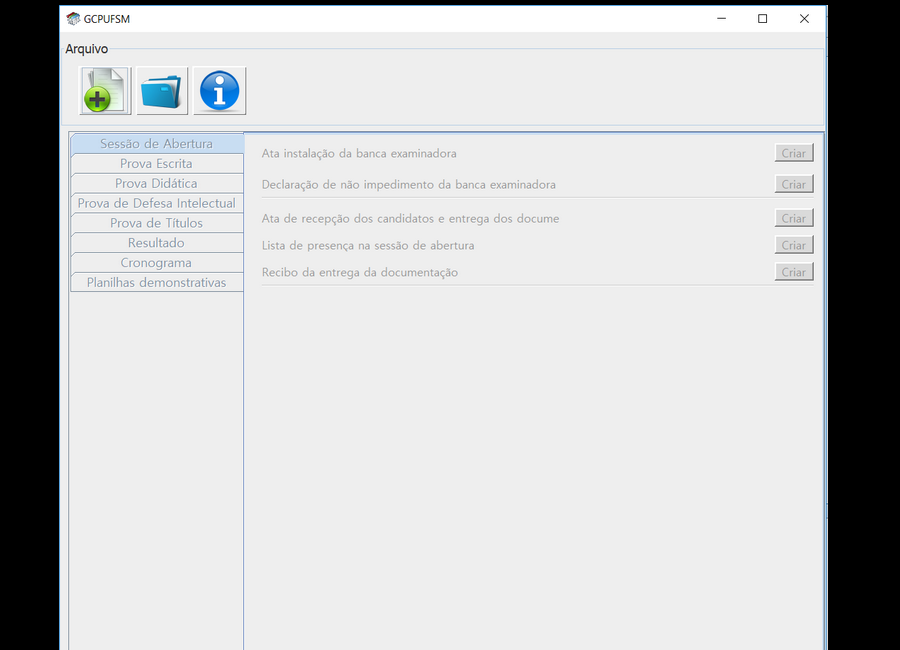 GCPUFSM
Arquivo
Sessão de Abertura
Prova Escrita
Prova Didática
Prova de Defesa Intelectual
Prova de Títulos
Resultado
Cronograma
Planilhas demonstrativas
Ata instalação da banca examinadora Criar
Declaração de não impedimento da banca examinadora Criar
Ata de recepção dos candidatos e entrega dos docume Criar
Lista de presença na sessão de abertura Criar
Recibo da entrega da documentação Criar